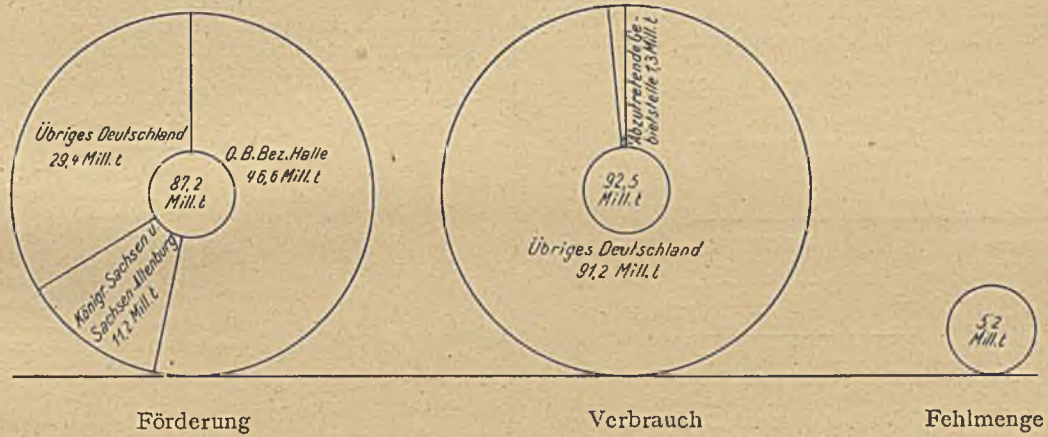 Übriges Deutschland
29,4 Mill. t
O. B. Bez. Halle
46,6 Mill. t
87,2
Mill. t
Königr. Sachsen u.
Sachsen-Altenburg
11,2 Mill. t
Abzutretende Ge-
bietsteile 1,3 Mill. t
92,5
Mill. t
Übriges Deutschland
91,2 Mill. t
5,2
Mill. t
Förderung
Verbrauch
Fehlmenge